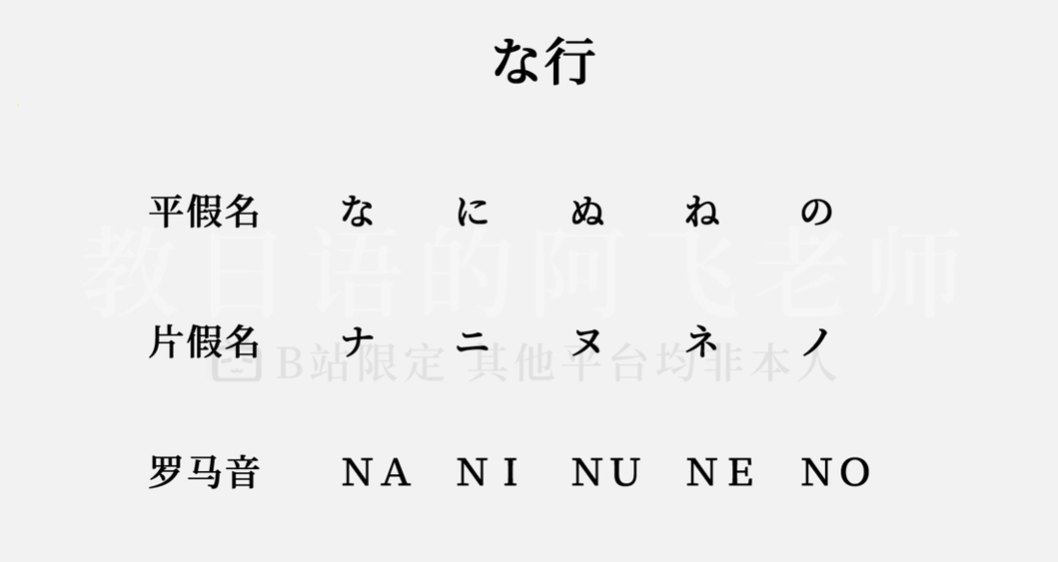 な行
平假名 な に ぬ ね の
教日语的阿飞老师
片假名 ナ ニ ヌ ネ ノ
B站限定 其他平台均非本人
罗马音 NA NI NU NE NO